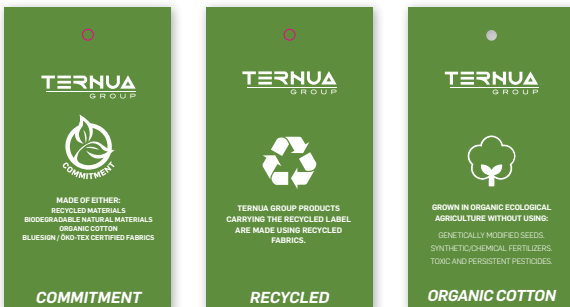 TERNUA
GROUP
COMMITMENT
MADE OF EITHER:
RECYCLED MATERIALS
BIODEGRADABLE NATURAL MATERIALS
ORGANIC COTTON
BLUESIGN / ÖKO-TEX CERTIFIED FABRICS
COMMITMENT
TERNUA
GROUP
TERNUA GROUP PRODUCTS
CARRYING THE RECYCLED LABEL
ARE MADE USING RECYCLED
FABRICS.
RECYCLED
TERNUA
GROUP
GROWN IN ORGANIC ECOLOGICAL
AGRICULTURE WITHOUT USING:
GENETICALLY MODIFIED SEEDS.
SYNTHETIC/CHEMICAL FERTILIZERS.
TOXIC AND PERSISTENT PESTICIDES.
ORGANIC COTTON